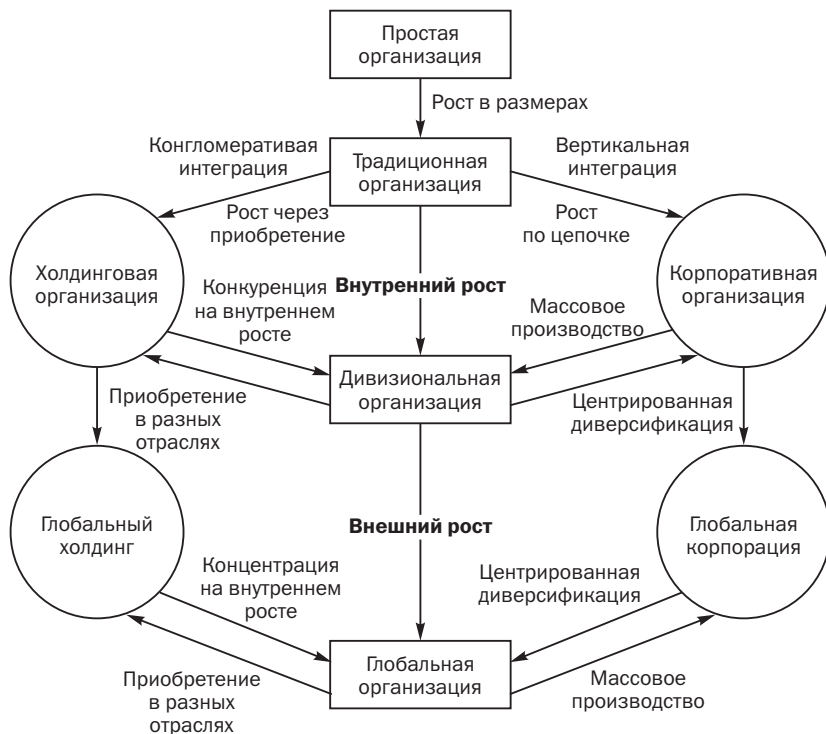 Простая
организация
Рост в размерах
Конгломеративая
интеграция
Традиционная
организация
Вертикальная
интеграция
Рост через
приобретение
Рост
по цепочке
Холдинговая
организация
Внутренний рост
Корпоративная
организация
Конкуренция
на внутреннем
росте
Массовое
производство
Дивизиональная
организация
Приобретение
в разных
отраслях
Центрированная
диверсификация
Глобальный
холдинг
Внешний рост
Глобальная
корпорация
Концентрация
на внутреннем
росте
Центрированная
диверсификация
Глобальная
организация
Приобретение
в разных
отраслях
Массовое
производство